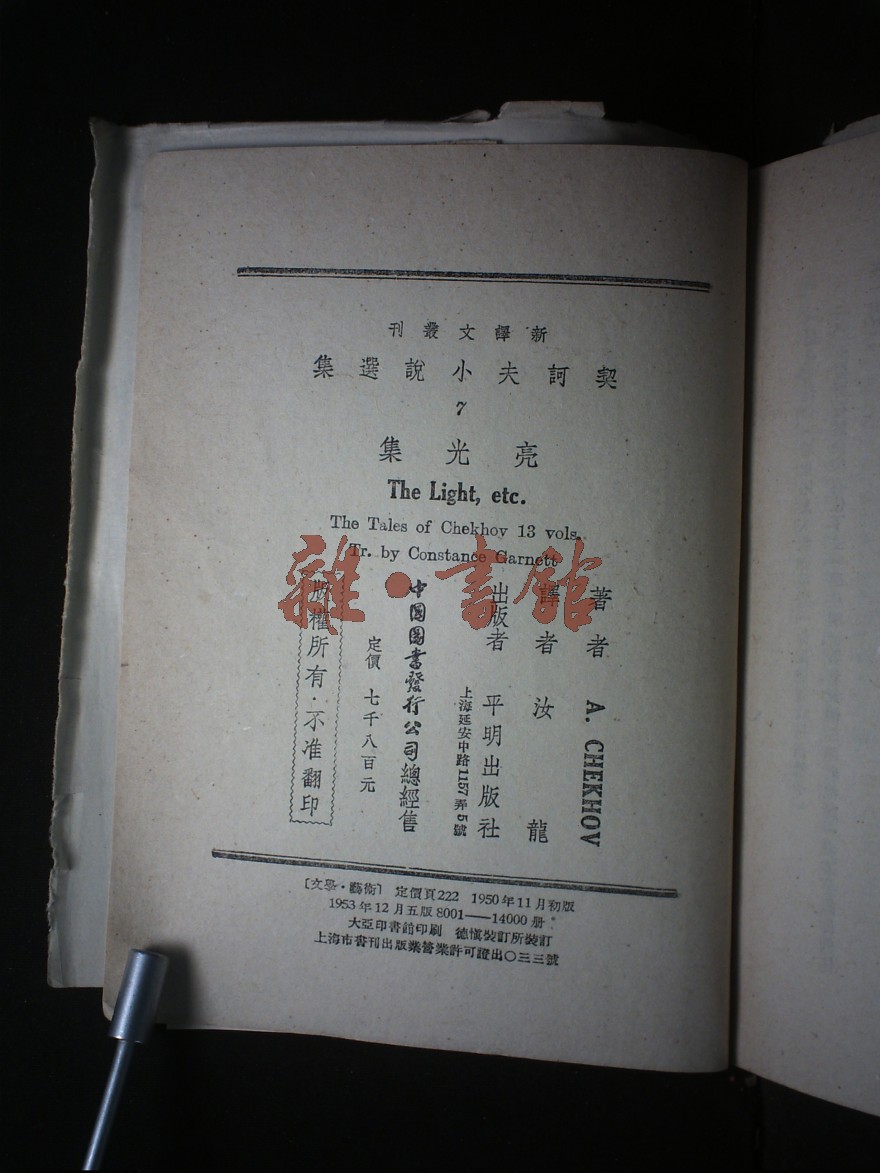 新譯文叢刊
契訶夫小說選集
7
亮光集
The Light, etc.
The Tales of Chekhov 13 vols.
Tr. by Constance Garnett
雜·書館
著者 A. CHEKHOV
譯者 汝龍
出版者 平明出版社
上海延安中路1157弄5號
中國圖書發行公司總經售
定價 七千八百元
版權所有·不准翻印
〔文學·藝術〕 定價頁222 1950年11月初版
1953年12月五版8001——14000册
大亞印書館印刷 德懷裝訂所裝訂
上海市書刊出版業營業許可證出〇三三號